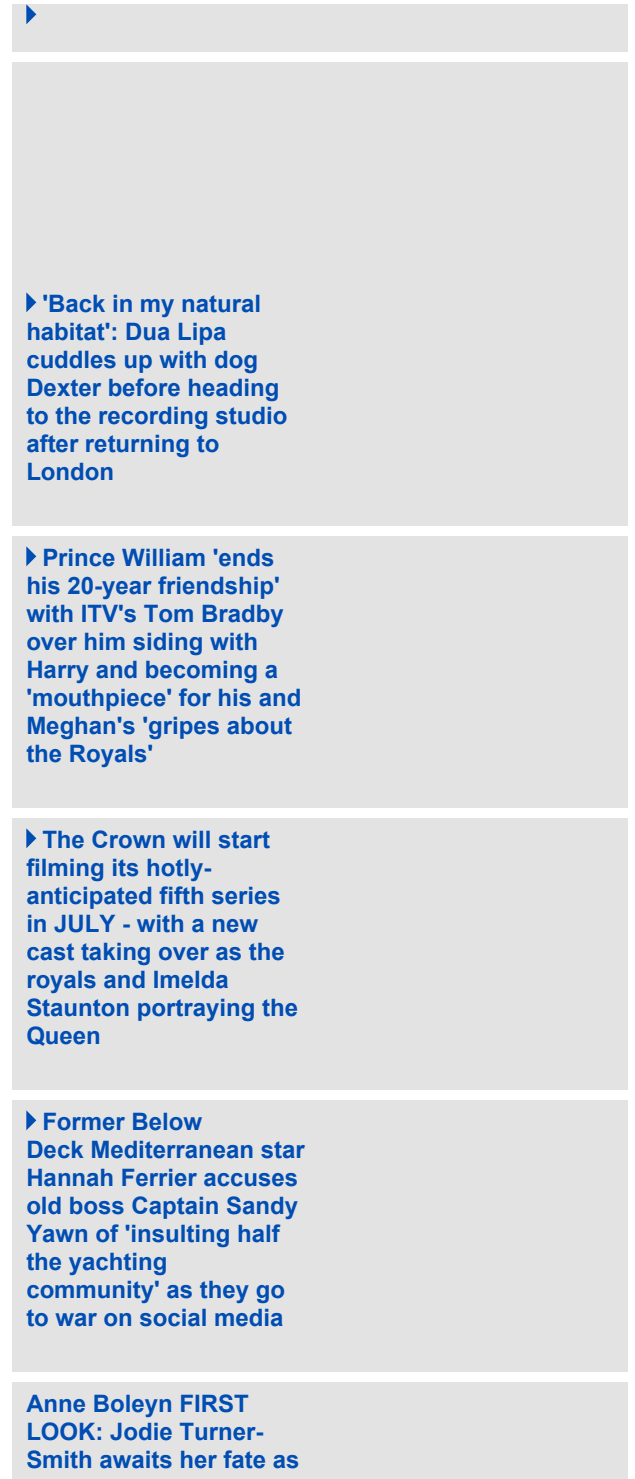 'Back in my natural
habitat': Dua Lipa
cuddles up with dog
Dexter before heading
to the recording studio
after returning to
London
Prince William 'ends
his 20-year friendship'
with ITV's Tom Bradby
over him siding with
Harry and becoming a
'mouthpiece' for his and
Meghan's 'gripes about
the Royals'
The Crown will start
filming its hotly-
anticipated fifth series
in JULY - with a new
cast taking over as the
royals and Imelda
Staunton portraying the
Queen
Former Below
Deck Mediterranean star
Hannah Ferrier accuses
old boss Captain Sandy
Yawn of 'insulting half
the yachting
community' as they go
to war on social media
Anne Boleyn FIRST
LOOK: Jodie Turner-
Smith awaits her fate as